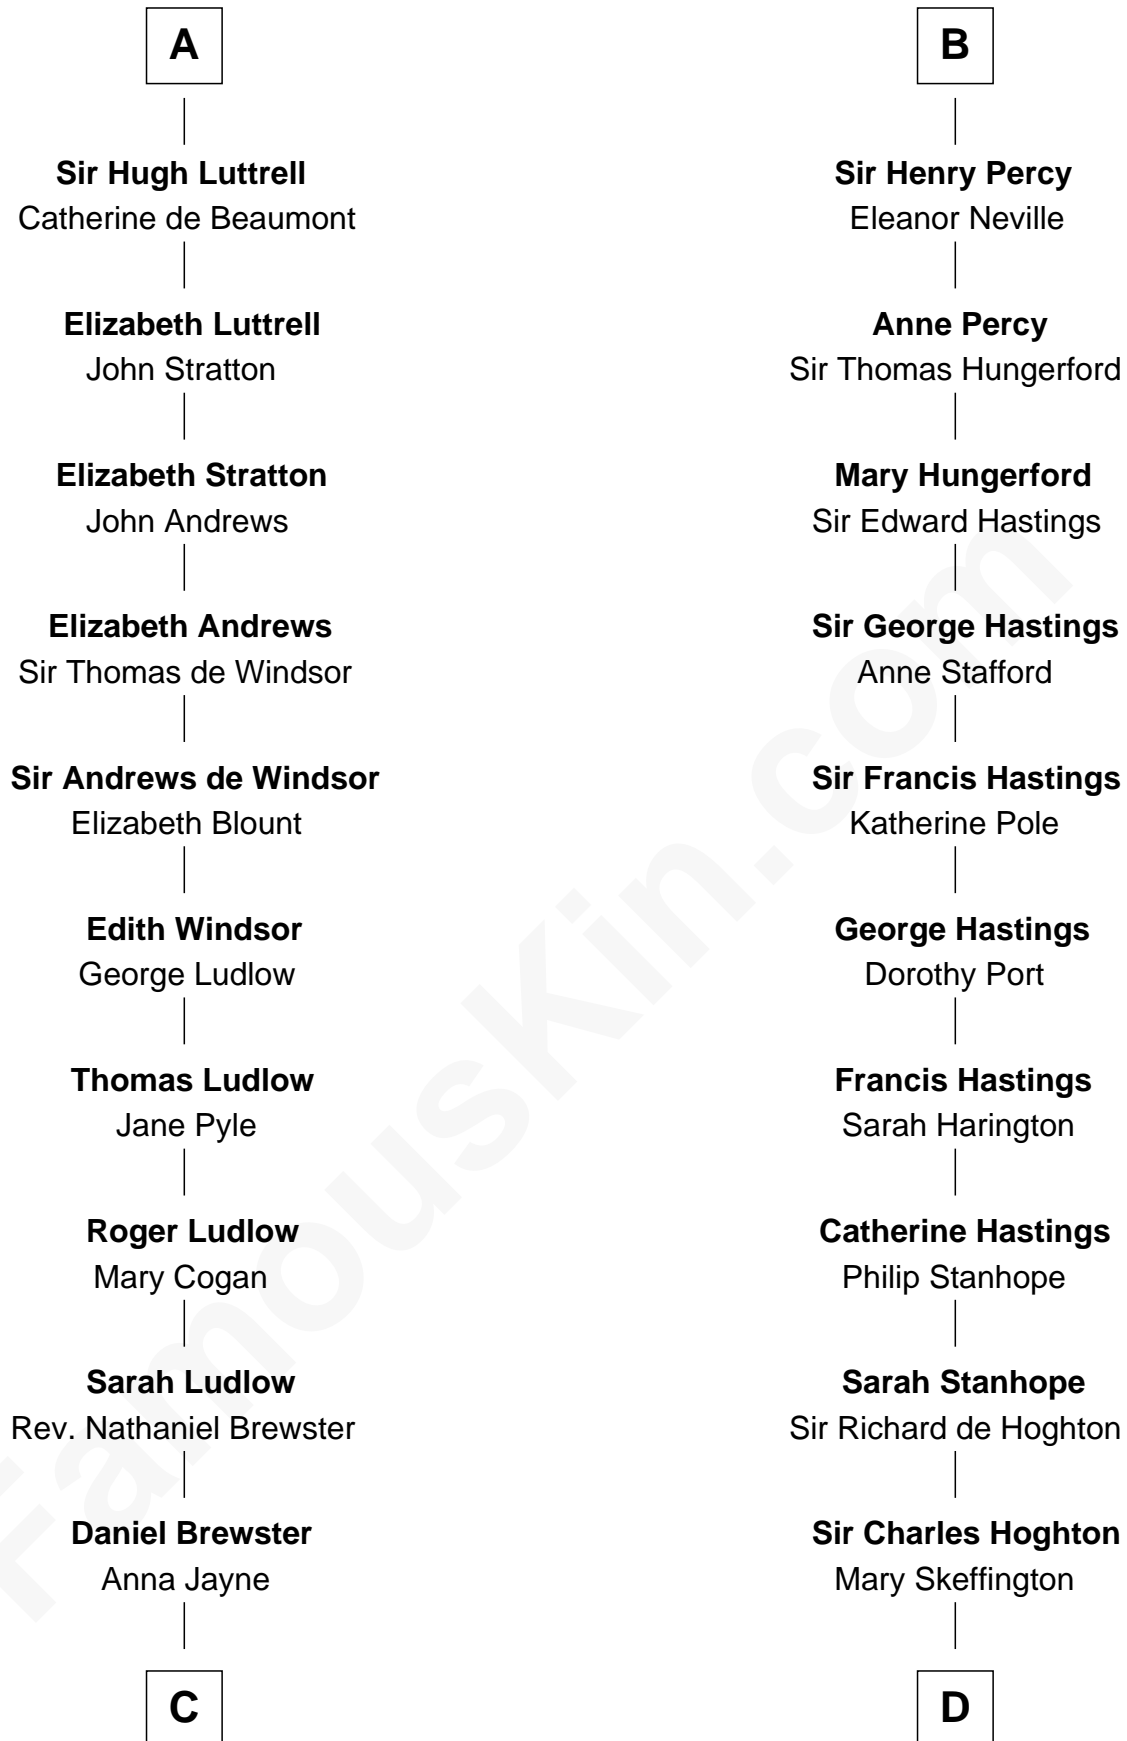 A
Sir Hugh Luttrell
Catherine de Beaumont
Elizabeth Luttrell
John Stratton
Elizabeth Stratton
John Andrews
Elizabeth Andrews
Sir Thomas de Windsor
Sir Andrews de Windsor
Elizabeth Blount
Edith Windsor
George Ludlow
Thomas Ludlow
Jane Pyle
Roger Ludlow
Mary Cogan
Sarah Ludlow
Rev. Nathaniel Brewster
Daniel Brewster
Anna Jayne
C
B
Sir Henry Percy
Eleanor Neville
Anne Percy
Sir Thomas Hungerford
Mary Hungerford
Sir Edward Hastings
Sir George Hastings
Anne Stafford
Sir Francis Hastings
Katherine Pole
George Hastings
Dorothy Port
Francis Hastings
Sarah Harington
Catherine Hastings
Philip Stanhope
Sarah Stanhope
Sir Richard de Hoghton
Sir Charles Hoghton
Mary Skeffington
D
FamousKin.com